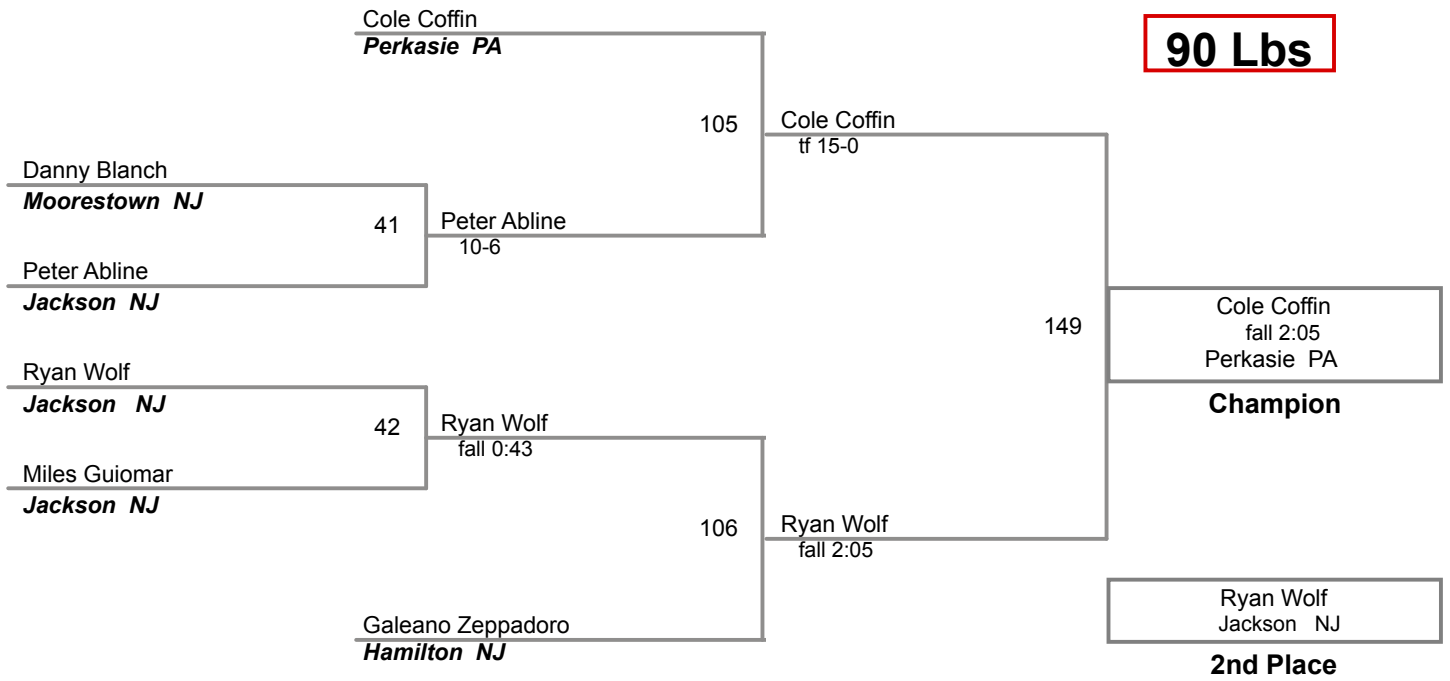 Cole Coffin
Perkasie PA
90 Lbs
105
Cole Coffin
tf 15-0
Danny Blanch
Moorestown NJ
41
Peter Abline
10-6
Peter Abline
Jackson NJ
149
Cole Coffin
fall 2:05
Perkasie PA
Champion
Ryan Wolf
Jackson NJ
42
Ryan Wolf
fall 0:43
Miles Guiomar
Jackson NJ
106
Ryan Wolf
fall 2:05
Galeano Zeppadoro
Hamilton NJ
Ryan Wolf
Jackson NJ
2nd Place